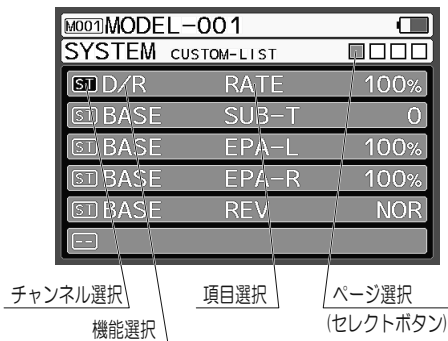 M001 MODEL-001
SYSTEM CUSTOM-LIST
ST D/R RATE 100%
ST BASE SUB-T 0
ST BASE EPA-L 100%
ST BASE EPA-R 100%
ST BASE REV NOR
--
チャンネル選択 項目選択 ページ選択
機能選択 (セレクトボタン)